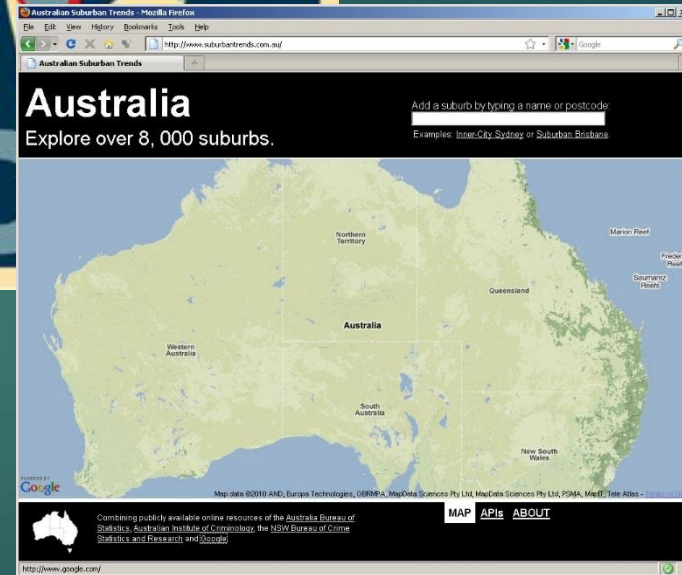 Australian Suburban Trends - Mozilla Firefox
File Edit View History Bookmarks Tools Help
http://www.suburbantrends.com.au/
Google
Australian Suburban Trends
Australia
Explore over 8, 000 suburbs.
Add a suburb by typing a name or postcode:
Examples: Inner-City Sydney or Suburban Brisbane.
Marion Reef
Northern
Territory
Reef
Saumarez
Reefs
Queensland
Australia
Western
Australia
South
Australia
New South
Wales
POWERED BY
Google
Map data ©2010 AND, Europa Technologies, GBRMPA, MapData Sciences Pty Ltd, MapData Sciences Pty Ltd, PSMA, MapIT, Tele Atlas -
Combining publicly available online resources of the Australia Bureau of
Statistics, Australian Institute of Criminology, the NSW Bureau of Crime
Statistics and Research and Google.
MAP APIs ABOUT
http://www.google.com/